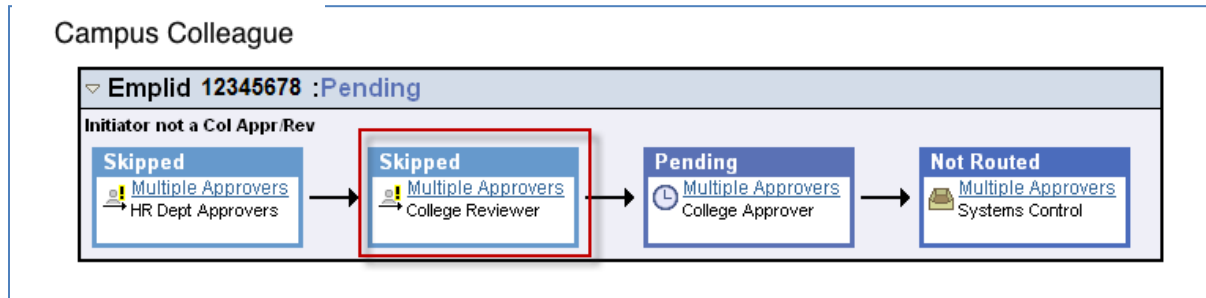 Campus Colleague
Emplid 12345678 :Pending
Initiator not a Col Appr/Rev
Skipped
Multiple Approvers
HR Dept Approvers
Skipped
Multiple Approvers
College Reviewer
Pending
Multiple Approvers
College Approver
Not Routed
Multiple Approvers
Systems Control